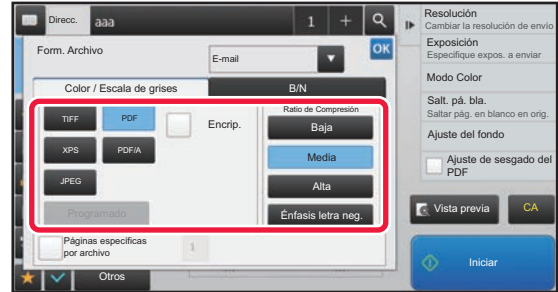 Direcc.
aaa
1
Form. Archivo
E-mail
OK
Color / Escala de grises
B/N
TIFF
PDF
Encrip.
XPS
PDF/A
JPEG
Programado
Ratio de Compresión
Baja
Media
Alta
Énfasis letra neg.
Páginas específicas
por archivo
1
Otros
Resolución
Cambiar la resolución de envío
Exposición
Especifique expos. a enviar
Modo Color
Salt. pá. bla.
Saltar pág. en blanco en orig.
Ajuste del fondo
Ajuste de sesgado del
PDF
Vista previa
CA
Iniciar